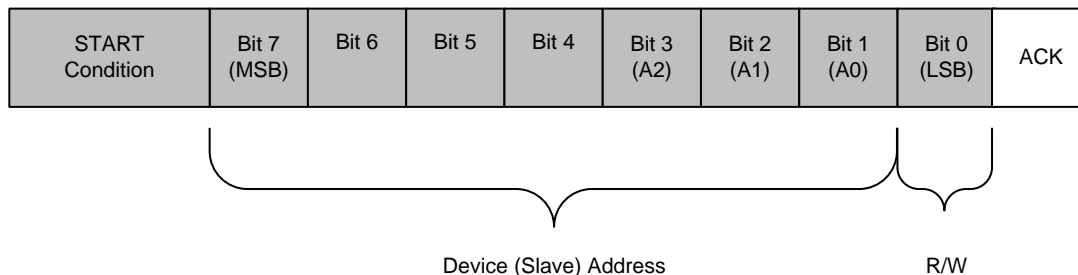 START
Condition
Bit 7
(MSB)
Bit 6
Bit 5
Bit 4
Bit 3
(A2)
Bit 2
(A1)
Bit 1
(A0)
Bit 0
(LSB)
ACK
Device (Slave) Address
R/W